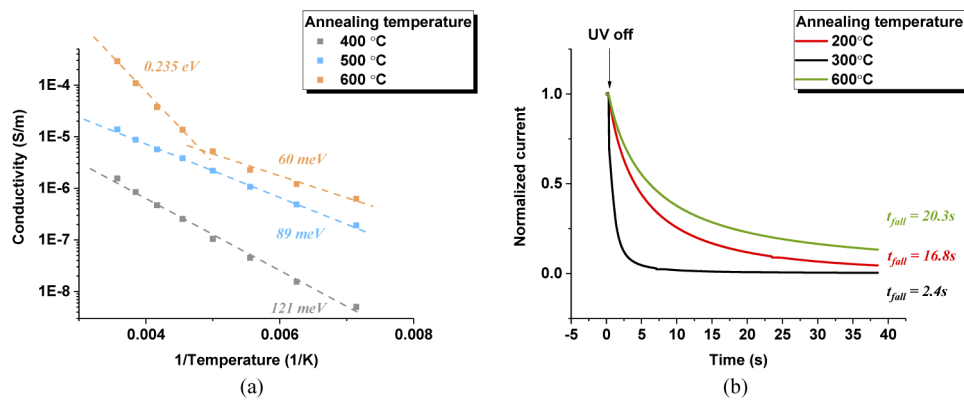 (a)
Annealing temperature
400 °C
500 °C
600 °C
0.235 eV
60 meV
89 meV
121 meV
1E-4
1E-5
1E-6
1E-7
1E-8
Conductivity (S/m)
0.004 0.006 0.008
1/Temperature (1/K)
(a)
(b)
UV off
Annealing temperature
200°C
300°C
600°C
1.0
0.5
0.0
Normalized current
t_fall = 20.3s
t_fall = 16.8s
t_fall = 2.4s
-5 0 5 10 15 20 25 30 35 40
Time (s)
(b)